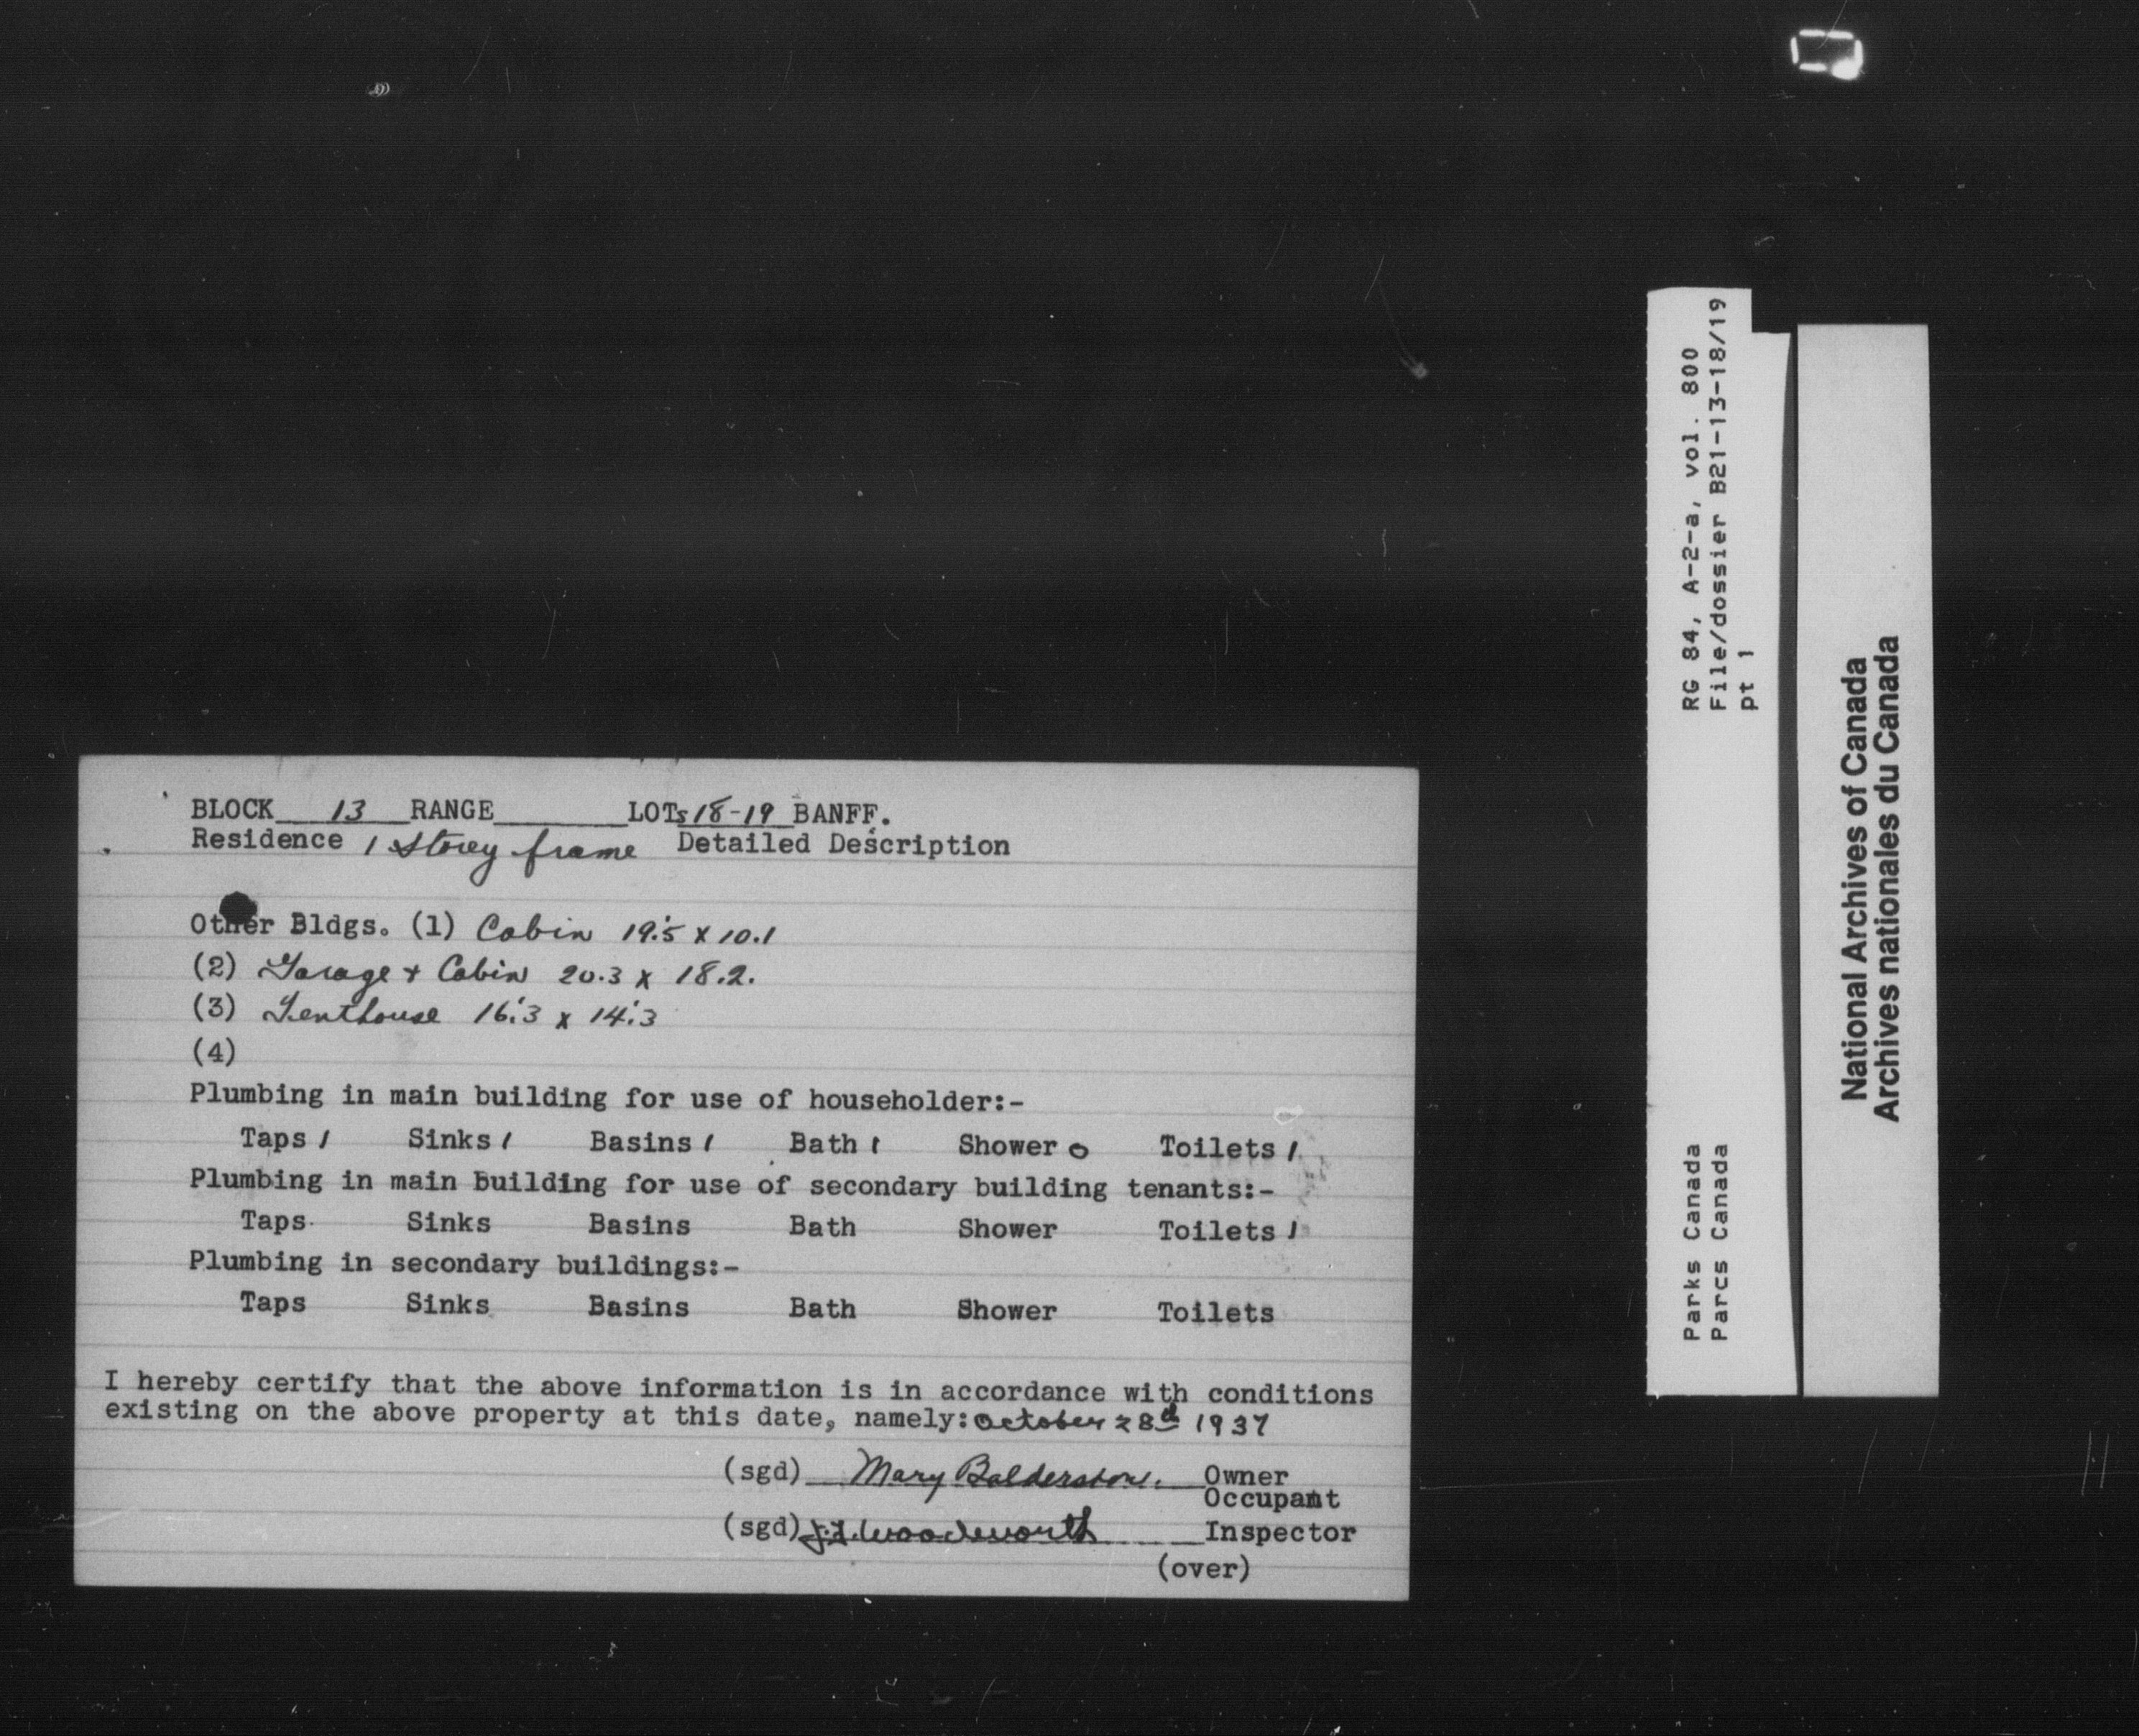 BLOCK 13 RANGE LOTs 18-19 BANFF.
Residence 1 Storey frame Detailed Description
Other Bldgs. (1) Cabin 19.5 x 10.1
(2) Garage + Cabin 20.3 x 18.2.
(3) Tenthouse 16.3 x 14.3
(4)
Plumbing in main building for use of householder:-
Taps 1 Sinks 1 Basins 1 Bath 1 Shower 0 Toilets 1
Plumbing in main building for use of secondary building tenants:-
Taps Sinks Basins Bath Shower Toilets 1
Plumbing in secondary buildings:-
Taps Sinks Basins Bath Shower Toilets
I hereby certify that the above information is in accordance with conditions
existing on the above property at this date, namely: October 28th 1937
(sgd) Mary Balderston. Owner
Occupant
(sgd) Woodworth Inspector
(over)
RG 84, A-2-a, vol. 800
File/dossier B21-13-18/19
pt 1
Parks Canada
Parcs Canada
National Archives of Canada
Archives nationales du Canada